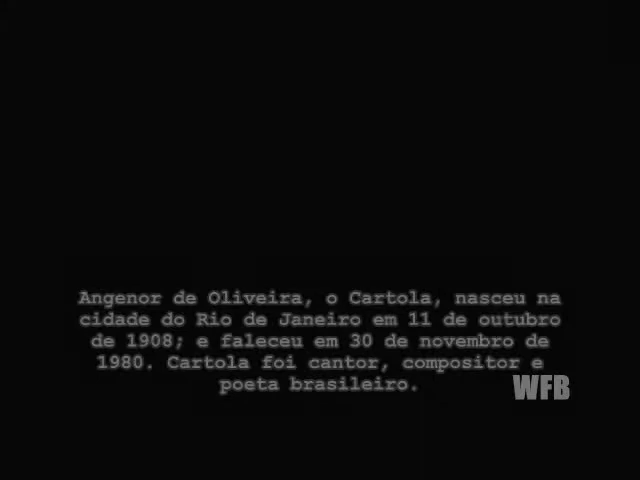 Angenor de Oliveira, o Cartola, nasceu na
cidade do Rio de Janeiro em 11 de outubro
de 1908; e faleceu em 30 de novembro de
1980. Cartola foi cantor, compositor e
poeta brasileiro.
WFB